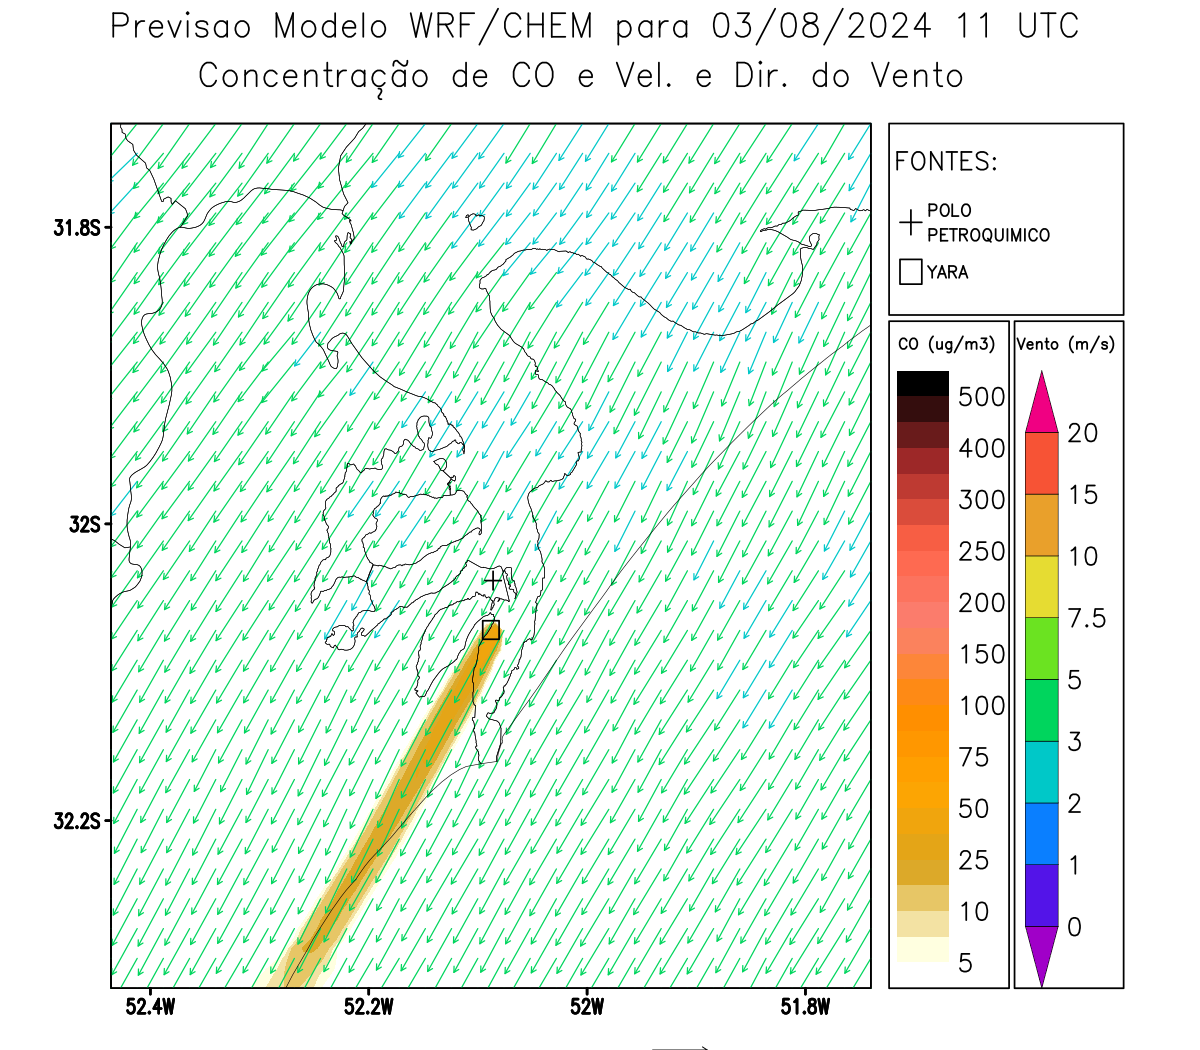 Previsao Modelo WRF/CHEM para 03/08/2024 11 UTC
Concentração de CO e Vel. e Dir. do Vento
FONTES:
POLO
PETROQUIMICO
YARA
CO (ug/m3)
500
400
300
250
200
150
100
75
50
25
10
5
Vento (m/s)
20
15
10
7.5
5
3
2
1
0
31.8S
32S
32.2S
52.4W
52.2W
52W
51.8W